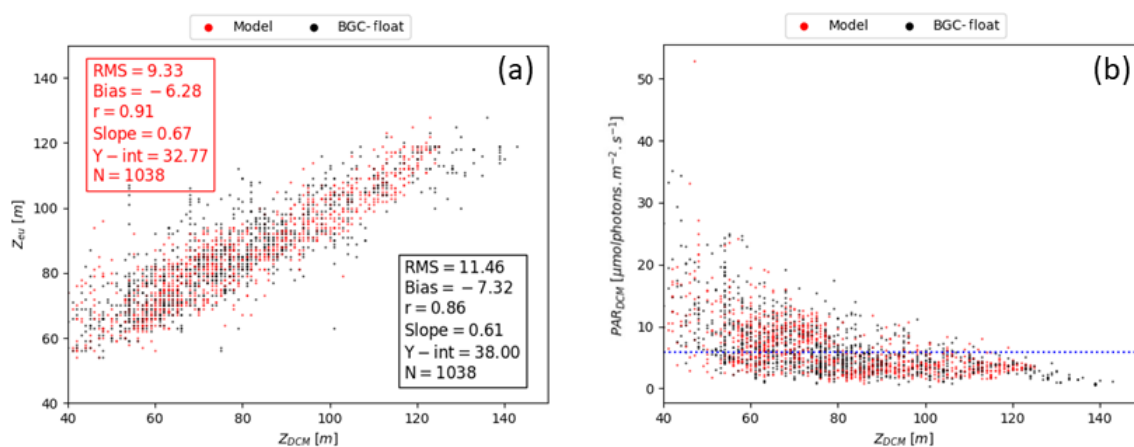 Model BGC-float
(a)
RMS = 9.33
Bias = − 6.28
r = 0.91
Slope = 0.67
Y − int = 32.77
N = 1038
RMS = 11.46
Bias = −7.32
r = 0.86
Slope = 0.61
Y − int = 38.00
N = 1038
140
120
100
80
60
40
Z_eu [m]
40 60 80 100 120 140
Z_DCM [m]
Model BGC-float
(b)
50
40
30
20
10
0
PAR_DCM [μmolphotons.m⁻².s⁻¹]
40 60 80 100 120 140
Z_DCM [m]